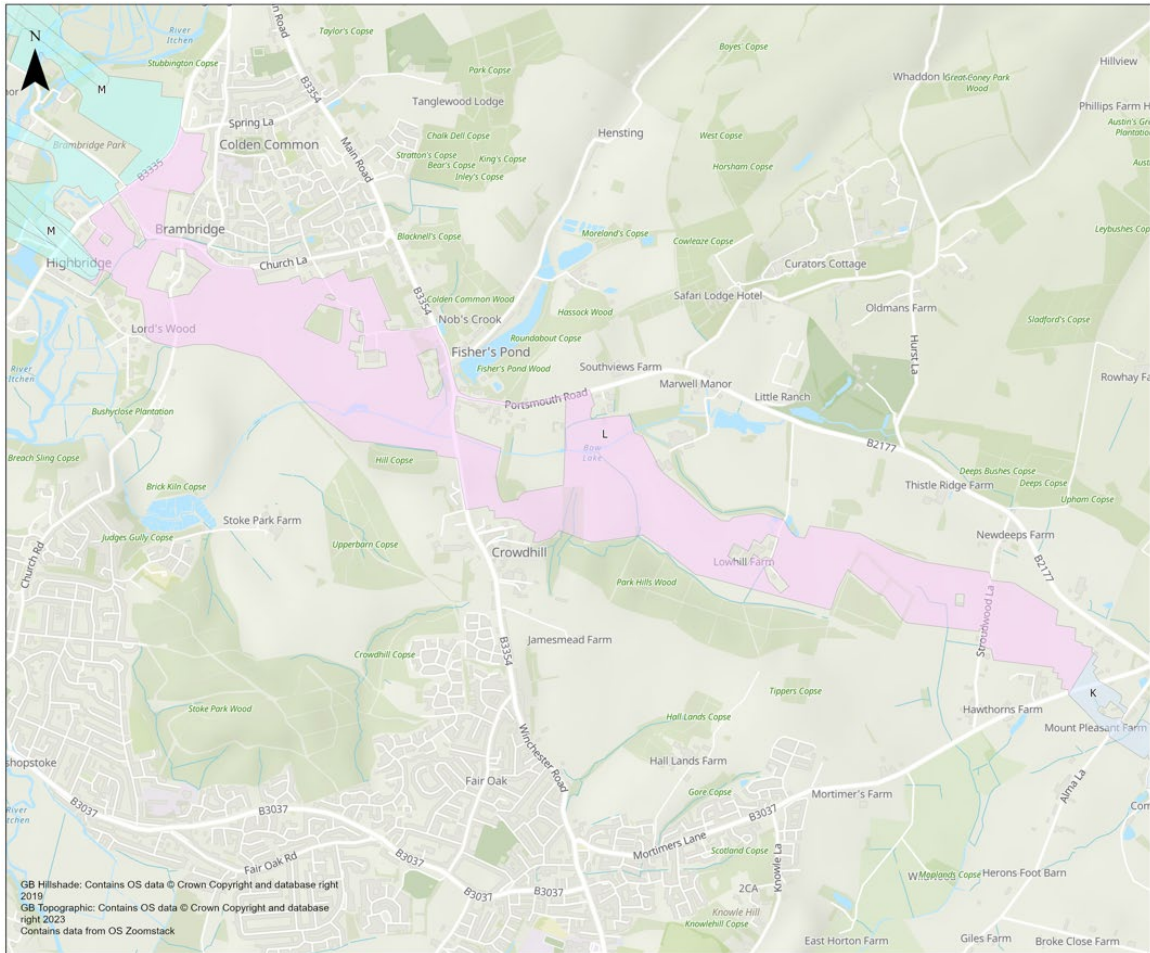 River
Itchen
Main Road
Taylor's Copse
Boyes' Copse
N
Stubbington Copse
Park Copse
Hillview
M
Great Coney Park
Wood
Tanglewood Lodge
B3354
Phillips Farm
Spring La
Hensting
Chalk Dell Copse
West Copse
Brambridge Park
Colden Common
Main Road
Stratton's Copse
King's Copse
Bear's Copse
Inley's Copse
Horsham Copse
B3335
M
Brambridge
Blacknell's Copse
Moreland's Copse
Cowleaze Copse
Highbridge
Church La
Curators Cottage
B3354
Colden Common Wood
Safari Lodge Hotel
Oldmans Farm
Nob's Crook
Hassock Wood
Sladford's Copse
Lord's Wood
Roundabout Copse
Hurst La
Fisher's Pond
River
Itchen
Fisher's Pond Wood
Southviews Farm
Marwell Manor
Little Ranch
Portsmouth Road
Bushyclose Plantation
L
B2177
Bow
Lake
Breach Sling Copse
Hill Copse
Deeps Bushes Copse
Deeps Copse
Brick Kiln Copse
Thistle Ridge Farm
Upham Copse
Stoke Park Farm
Judges Gully Copse
Upperbarn Copse
Newdeeps Farm
Church Rd
Crowdhill
Lowhill Farm
B2177
Park Hills Wood
Stroudwood La
Jamesmead Farm
B3354
Crowdhill Copse
Tippers Copse
K
Stoke Park Wood
Hall Lands Copse
Hawthorns Farm
Mount Pleasant Farm
Winchester Road
Hall Lands Farm
Fair Oak
Gore Copse
Mortimer's Farm
Alma La
B3037
B3037
River
Itchen
Mortimers Lane
Fair Oak Rd
Scotland Copse
B3037
Knowle La
Moplands Copse
Herons Foot Barn
B3037
B3037
2CA
Knowle Hill
Knowlehill Copse
East Horton Farm
Giles Farm
Broke Close Farm
GB Hillshade: Contains OS data © Crown Copyright and database right
2019
GB Topographic: Contains OS data © Crown Copyright and database
right 2023
Contains data from OS Zoomstack